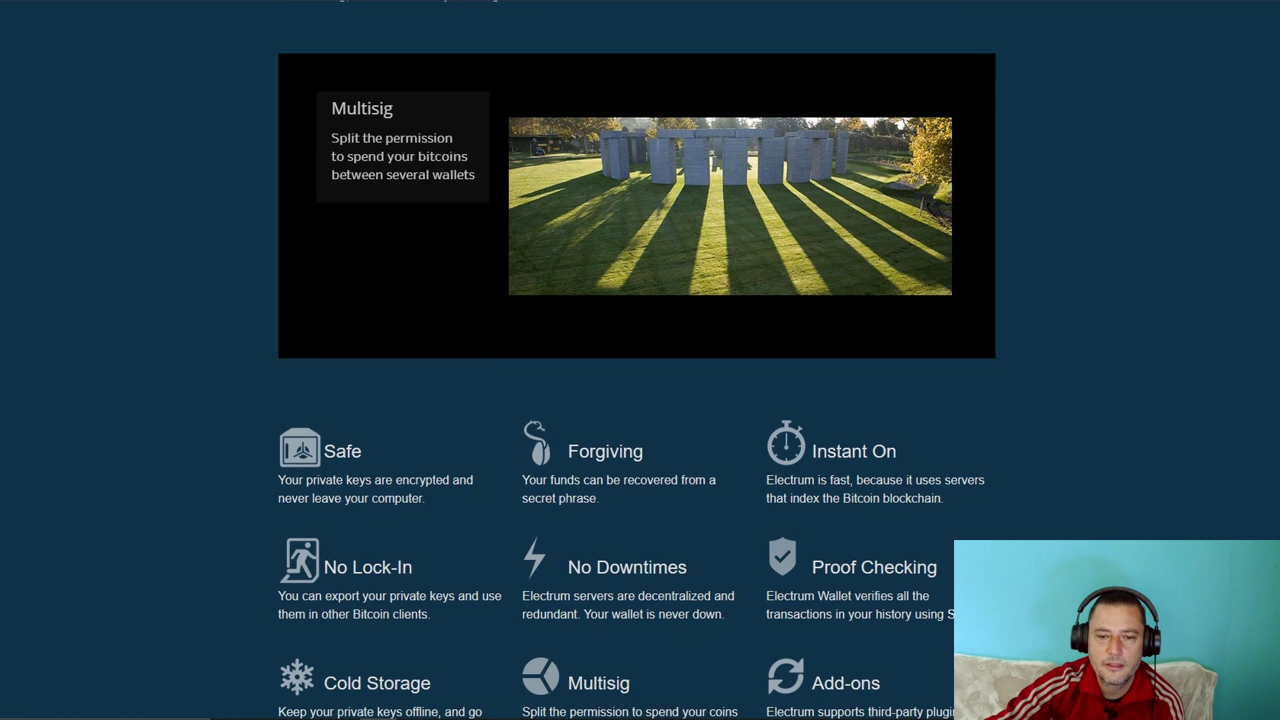 Multisig
Split the permission
to spend your bitcoins
between several wallets
Safe
Your private keys are encrypted and
never leave your computer.
Forgiving
Your funds can be recovered from a
secret phrase.
Instant On
Electrum is fast, because it uses servers
that index the Bitcoin blockchain.
No Lock-In
You can export your private keys and use
them in other Bitcoin clients.
No Downtimes
Electrum servers are decentralized and
redundant. Your wallet is never down.
Proof Checking
Electrum Wallet verifies all the
transactions in your history using
Cold Storage
Keep your private keys offline, and go
Multisig
Split the permission to spend your coins
Add-ons
Electrum supports third-party